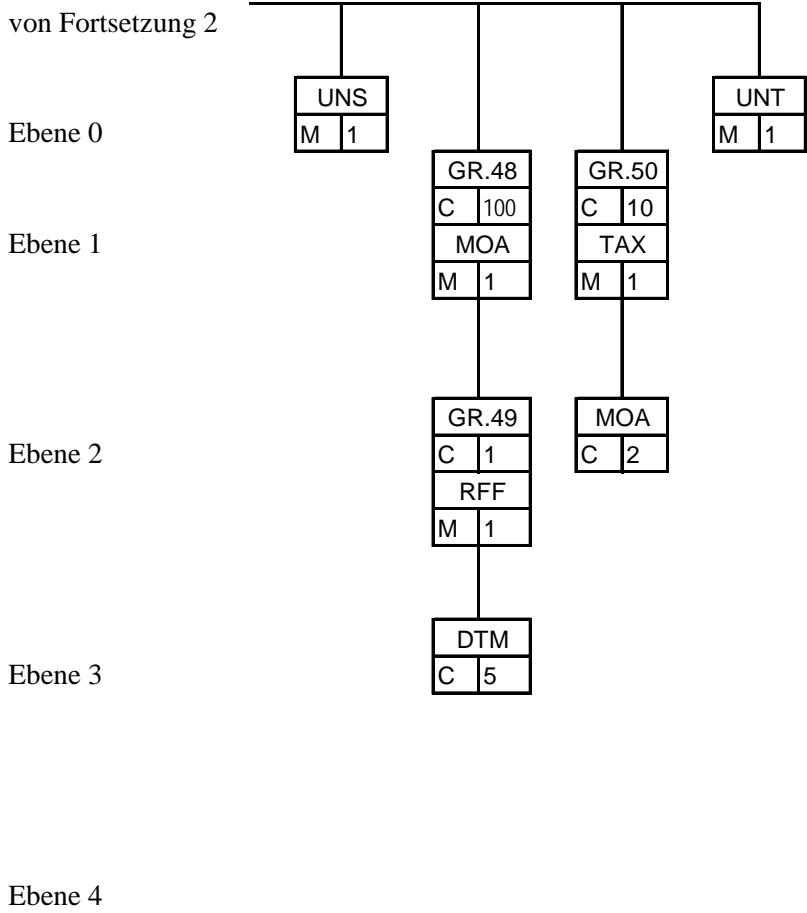 von Fortsetzung 2
UNS UNT
Ebene 0 M 1 M 1
GR.48 GR.50
C 100 C 10
Ebene 1 MOA TAX
M 1 M 1
GR.49 MOA
Ebene 2 C 1 C 2
RFF
M 1
DTM
Ebene 3 C 5
Ebene 4